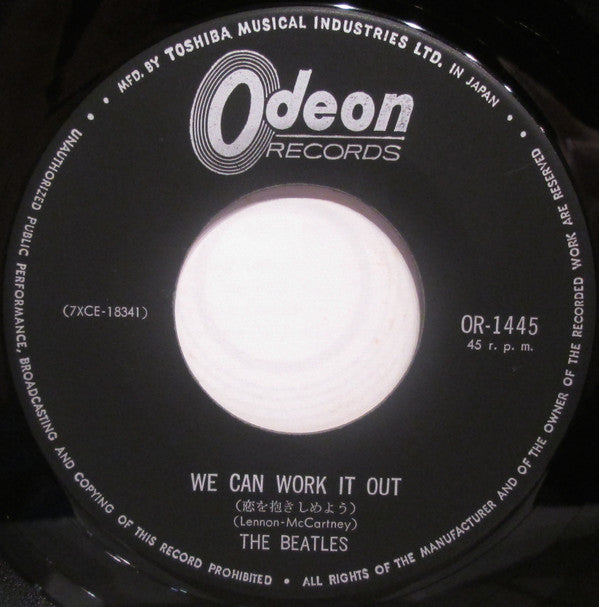 MFD. BY TOSHIBA MUSICAL INDUSTRIES LTD. IN JAPAN
Odeon
RECORDS
(7XCE-18341)
OR-1445
45 r. p. m.
WE CAN WORK IT OUT
(恋を抱きしめよう)
(Lennon-McCartney)
THE BEATLES
UNAUTHORIZED PUBLIC PERFORMANCE, BROADCASTING AND COPYING OF THIS RECORD PROHIBITED • ALL RIGHTS OF THE MANUFACTURER AND OF THE OWNER OF THE RECORDED WORK ARE RESERVED